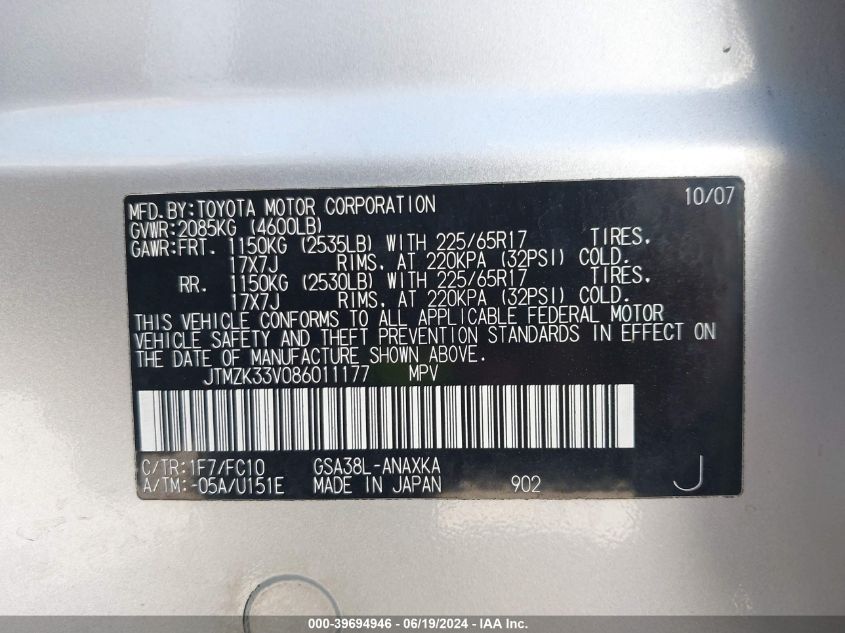 10/07
MFD.BY:TOYOTA MOTOR CORPORATION
GVWR:2085KG (4600LB)
GAWR:FRT. 1150KG (2535LB) WITH 225/65R17 TIRES,
17X7J RIMS, AT 220KPA (32PSI) COLD.
RR. 1150KG (2530LB) WITH 225/65R17 TIRES,
17X7J RIMS, AT 220KPA (32PSI) COLD.
THIS VEHICLE CONFORMS TO ALL APPLICABLE FEDERAL MOTOR
VEHICLE SAFETY AND THEFT PREVENTION STANDARDS IN EFFECT ON
THE DATE OF MANUFACTURE SHOWN ABOVE.
JTMZK33V086011177 MPV
C/TR:1F7/FC10 GSA38L-ANAXKA
A/TM:-05A/U151E MADE IN JAPAN 902 J
000-39694946 - 06/19/2024 - IAA Inc.